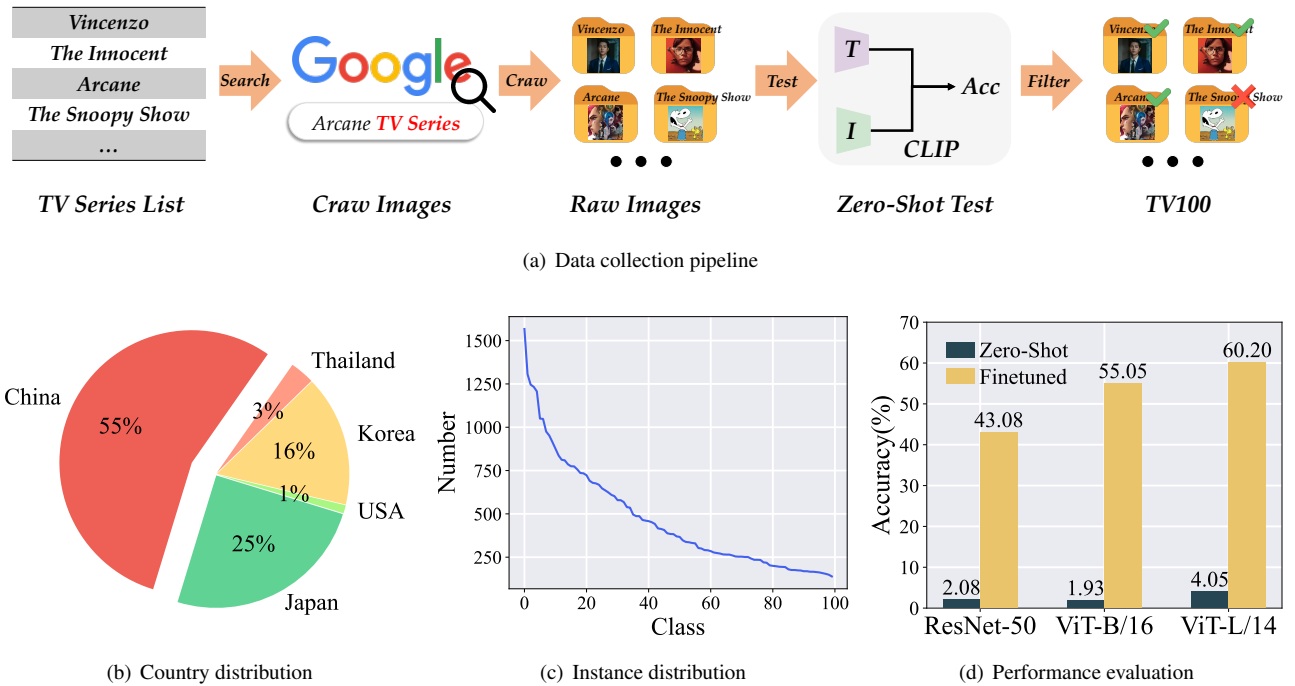 Vincenzo
The Innocent
Arcane
The Snoopy Show
...
TV Series List
Search
Google
Arcane TV Series
Craw Images
Craw
Vincenzo
The Innocent
Arcane
The Snoopy Show
Raw Images
Test
T
I
Acc
CLIP
Zero-Shot Test
Filter
Vincenzo
The Innocent
Arcane
The Snoopy Show
TV100
(a) Data collection pipeline
China
55%
Thailand
3%
Korea
16%
USA
1%
Japan
25%
(b) Country distribution
Number
1500
1250
1000
750
500
250
0 20 40 60 80 100
Class
(c) Instance distribution
Accuracy(%)
70
60
50
40
30
20
10
0
Zero-Shot
Finetuned
2.08
43.08
1.93
55.05
4.05
60.20
ResNet-50 ViT-B/16 ViT-L/14
(d) Performance evaluation